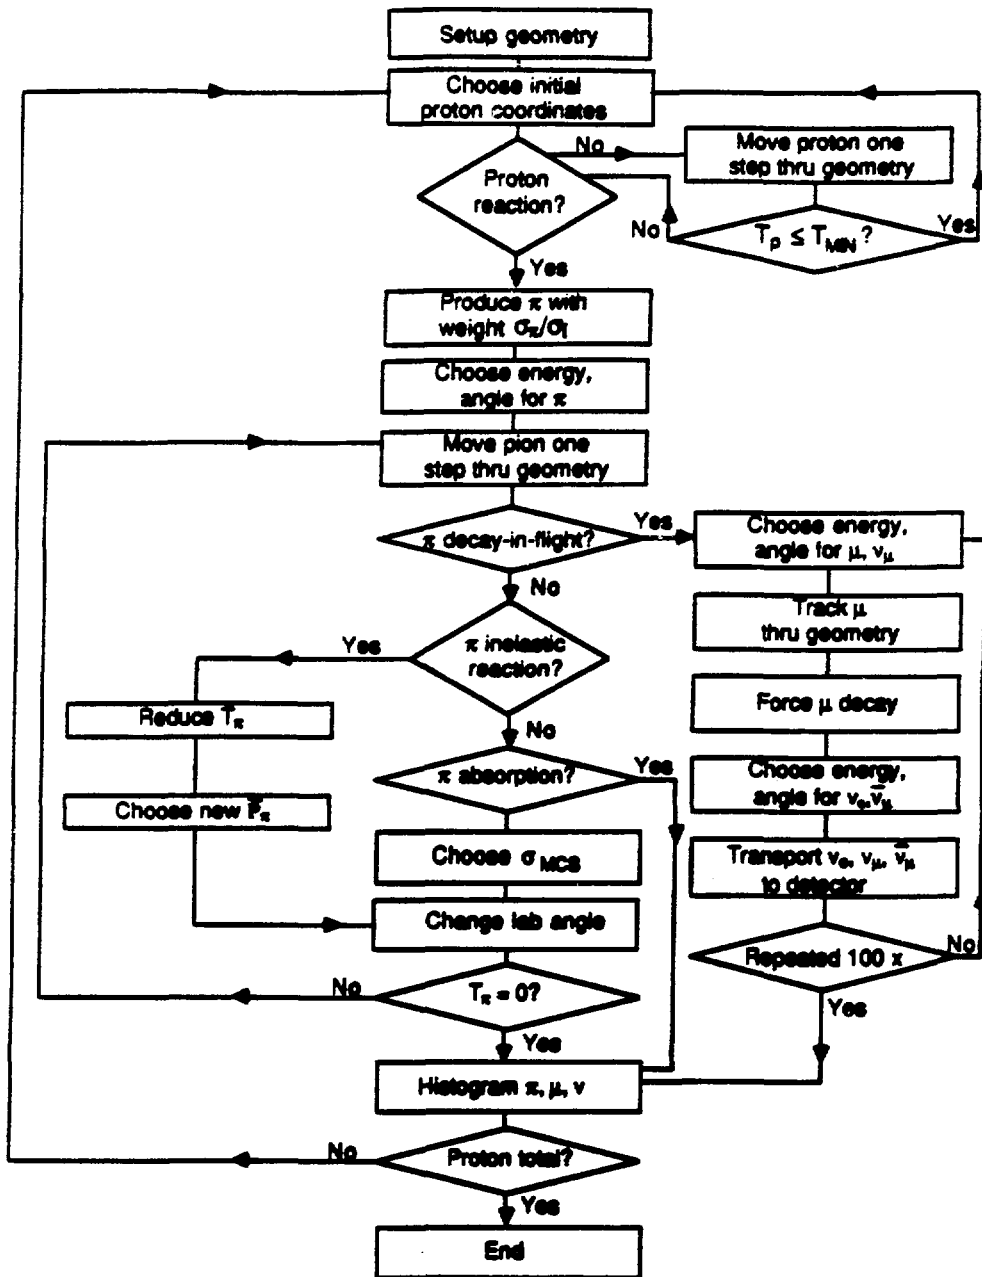 Setup geometry
Choose initial
proton coordinates
No
Move proton one
step thru geometry
Proton
reaction?
No
T_p ≤ T_MIN ?
Yes
Yes
Produce π with
weight σ_π/σ_I
Choose energy,
angle for π
Move pion one
step thru geometry
π decay-in-flight?
Yes
Choose energy,
angle for μ, ν_μ
No
Track μ
thru geometry
Yes
π inelastic
reaction?
Reduce T_π
Force μ decay
No
π absorption?
Yes
Choose energy,
angle for ν_e, ν̅_μ
Choose new P⃗_π
Choose σ_MCS
Transport ν_e, ν_μ, ν̅_μ
to detector
Change lab angle
Repeated 100 x
No
No
T_π = 0?
Yes
Yes
Histogram π, μ, ν
No
Proton total?
Yes
End